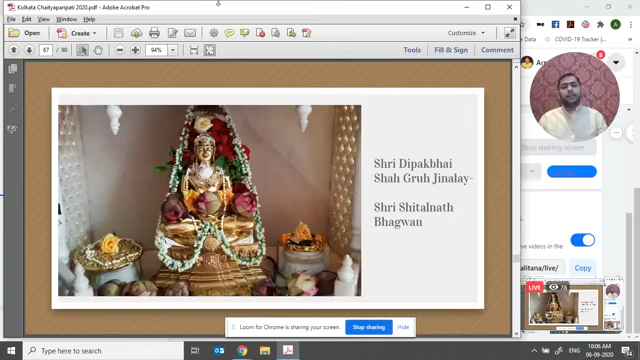 Kolkata Chaityaparipati 2020.pdf - Adobe Acrobat Pro
File Edit View Window Help
Open
Create
Customize
67 / 90
94%
Tools
Fill & Sign
Comment
Shri Dipakbhai
Shah Gruh Jinalay-
Shri Shitalnath
Bhagwan
Data
COVID-19 Tracker |
Stop sharing screen
videos in the
alitana/live/
Copy
LIVE
78
Loom for Chrome is sharing your screen.
Stop sharing
Hide
Type here to search
ENG
10:06 AM
06-09-2020